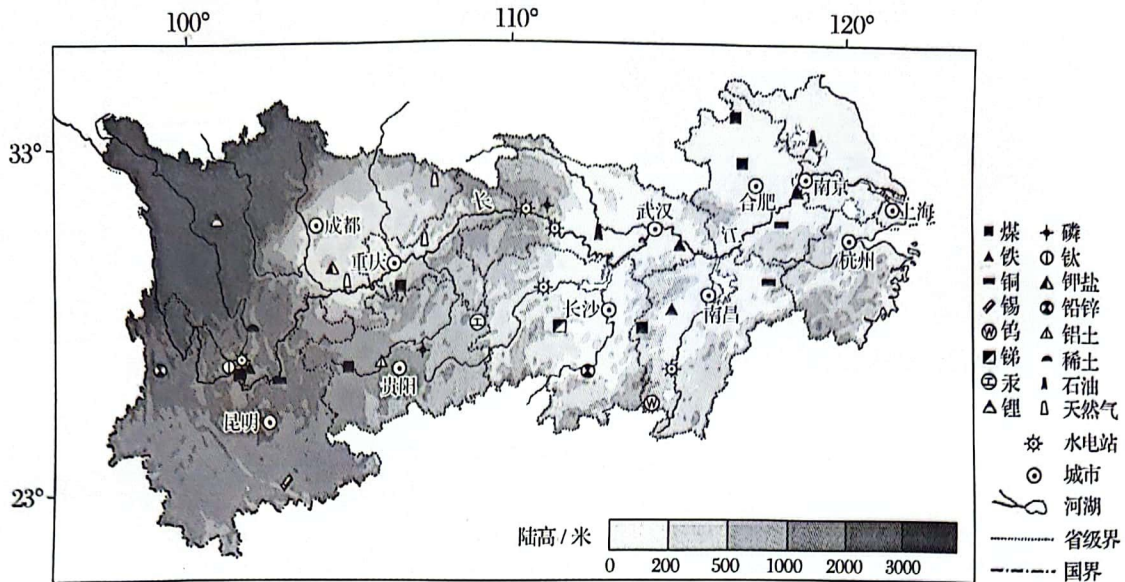 100° 110° 120°
33°
23°
长 江
成都
重庆
武汉
合肥
南京
上海
杭州
南昌
长沙
贵阳
昆明
煤 磷
铁 钛
铜 钾盐
锡 铅锌
W 钨 铝土
锑 稀土
汞 石油
锂 天然气
水电站
城市
河湖
省级界
国界
陆高/米
0 200 500 1000 2000 3000